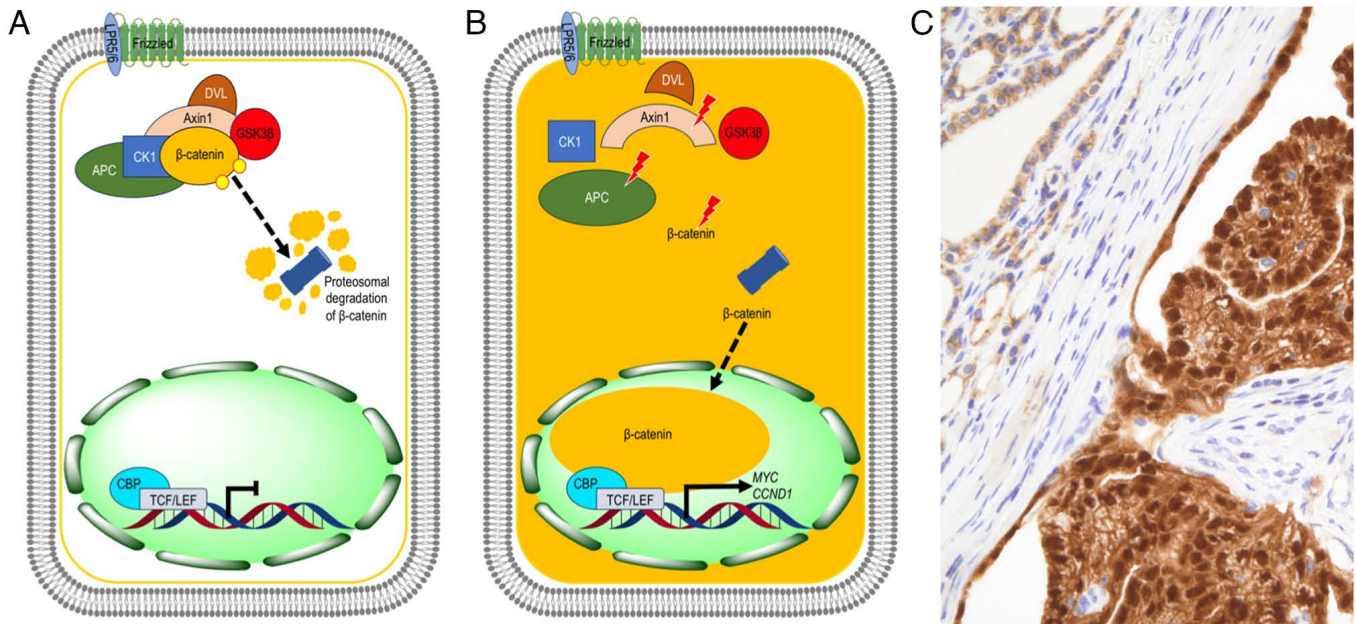 A
LPR5/6
Frizzled
DVL
Axin1
GSK3β
CK1
β-catenin
APC
Proteosomal
degradation
of β-catenin
CBP
TCF/LEF
B
LPR5/6
Frizzled
DVL
Axin1
GSK3β
CK1
APC
β-catenin
β-catenin
β-catenin
CBP
TCF/LEF
MYC
CCND1
C